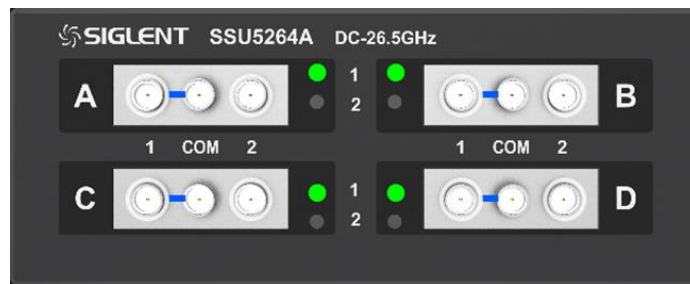 SIGLENT SSU5264A DC-26.5GHz
A 1 B
2
1 COM 2 1 COM 2
C 1 D
2